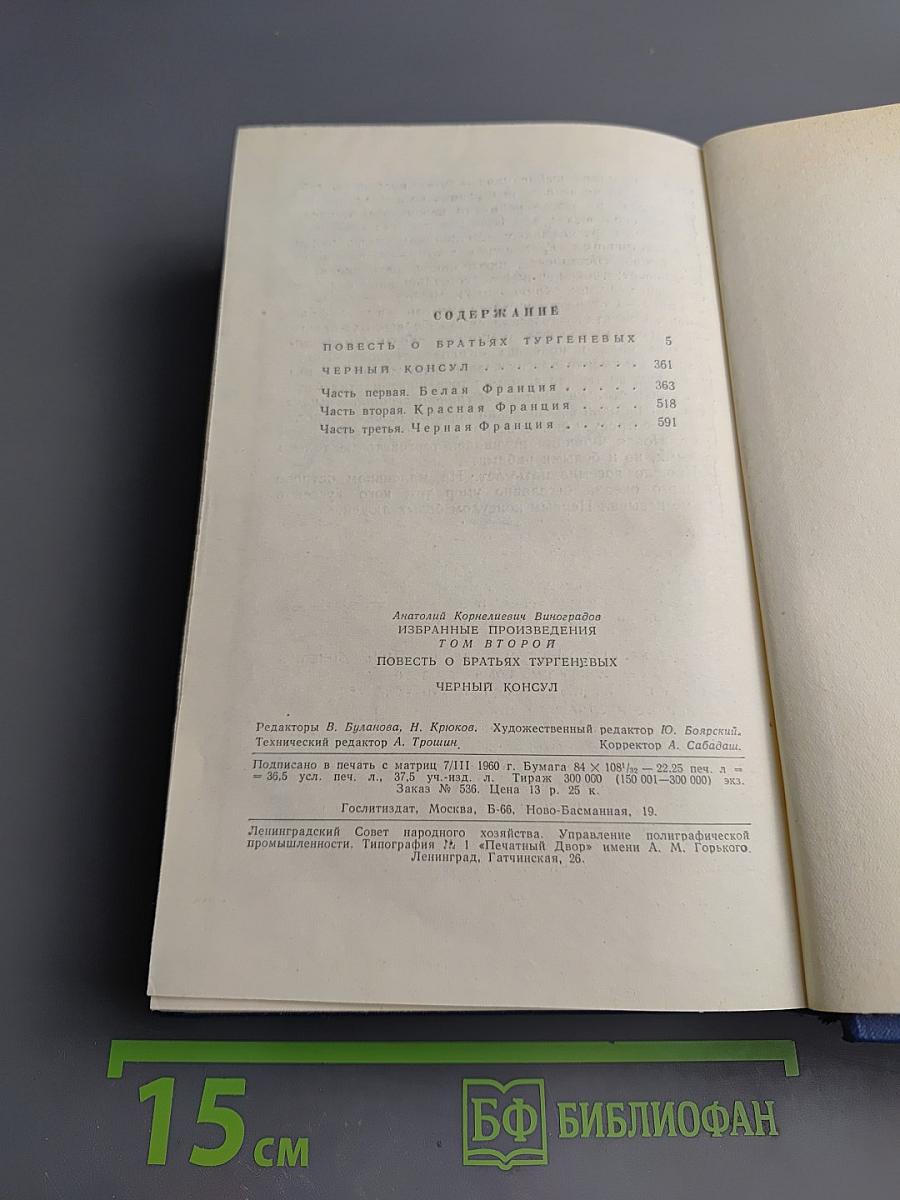 СОДЕРЖАНИЕ
ПОВЕСТЬ О БРАТЬЯХ ТУРГЕНЕВЫХ 5
ЧЕРНЫЙ КОНСУЛ . . . . . . . . . . 361
Часть первая. Белая Франция . . . . . 363
Часть вторая. Красная Франция . . . . 518
Часть третья. Черная Франция . . . . . 591
Анатолий Корнелиевич Виноградов
ИЗБРАННЫЕ ПРОИЗВЕДЕНИЯ
ТОМ ВТОРОЙ
ПОВЕСТЬ О БРАТЬЯХ ТУРГЕНЕВЫХ
ЧЕРНЫЙ КОНСУЛ
Редакторы В. Буланова, Н. Крюков. Художественный редактор Ю. Боярский.
Технический редактор А. Трошин. Корректор А. Сабадаш.
Подписано в печать с матриц 7/III 1960 г. Бумага 84 × 108¹/₃₂ — 22,25 печ. л =
= 36,5 усл. печ. л., 37,5 уч.-изд. л. Тираж 300 000 (150 001—300 000) экз.
Заказ № 536. Цена 13 р. 25 к.
Гослитиздат, Москва, Б-66, Ново-Басманная, 19.
Ленинградский Совет народного хозяйства. Управление полиграфической
промышленности. Типография № 1 «Печатный Двор» имени А. М. Горького.
Ленинград, Гатчинская, 26.
15 см
БФ БИБЛИОФАН